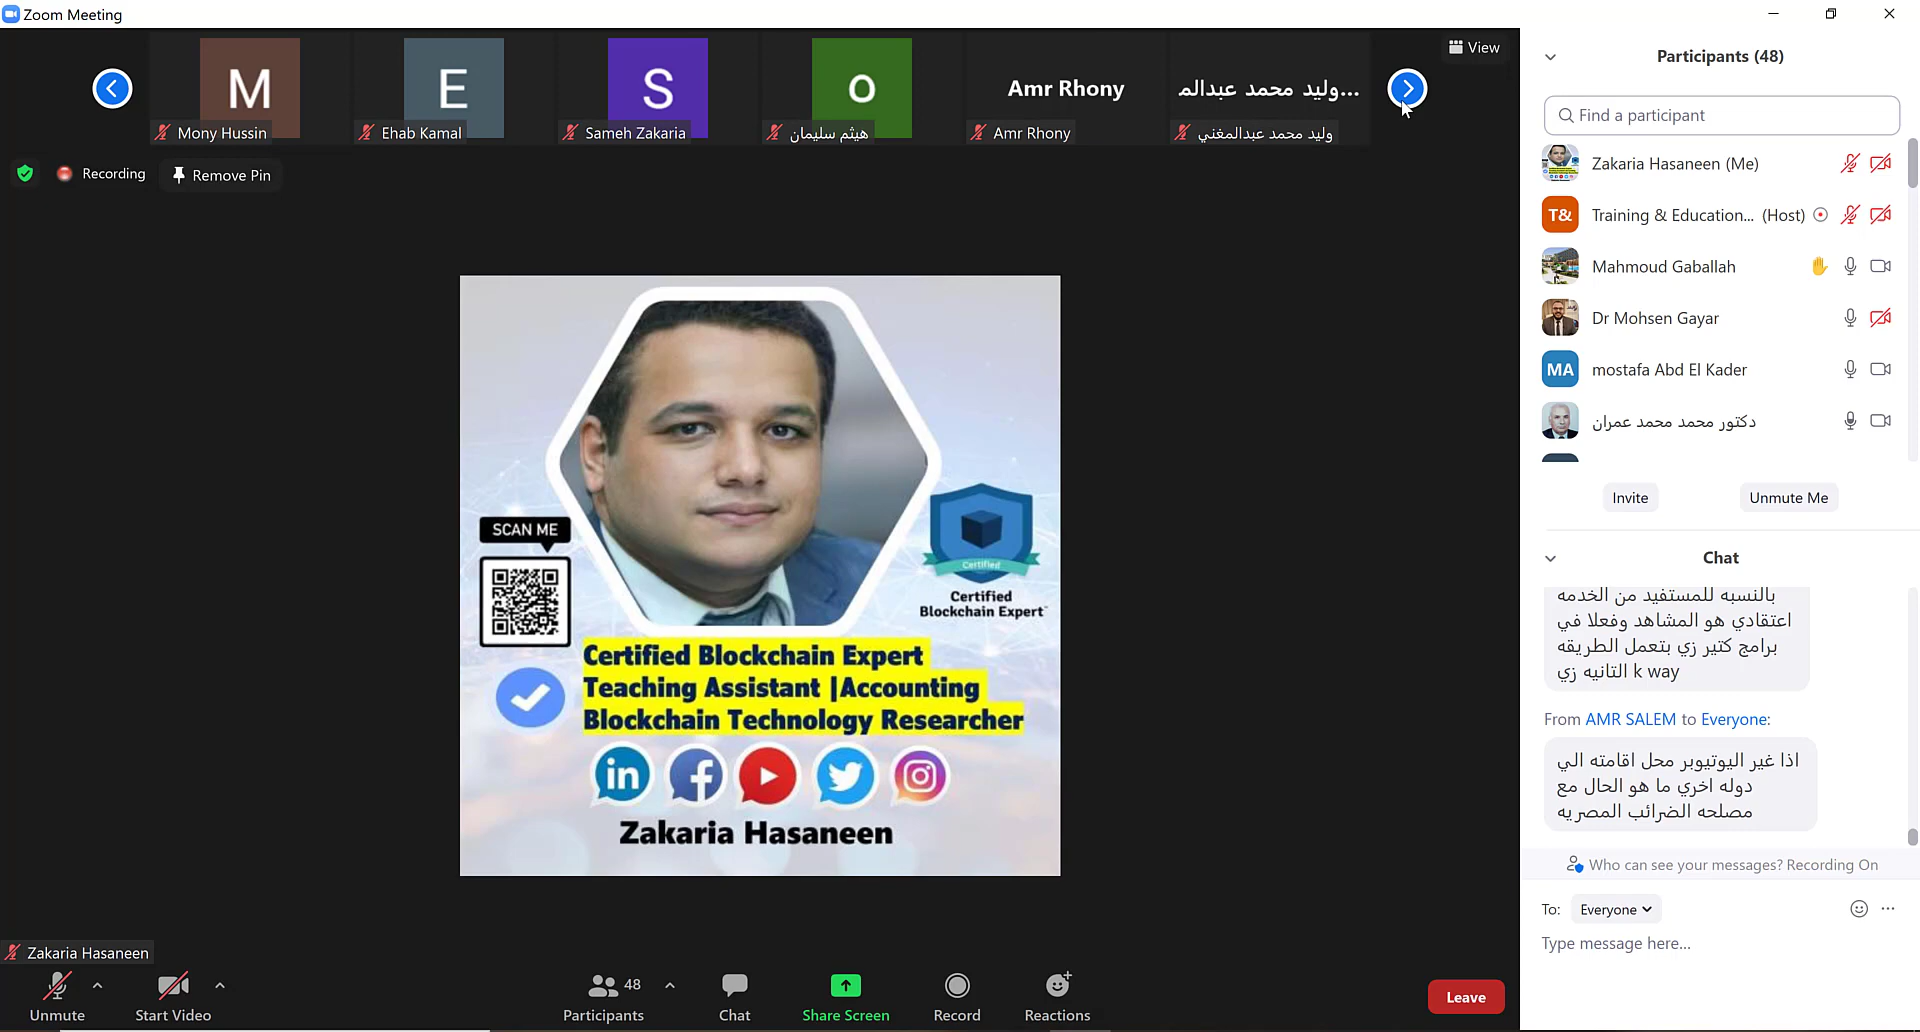 Zoom Meeting
View
M
E
S
o
Amr Rhony
وليد محمد عبدالم...
Mony Hussin
Ehab Kamal
Sameh Zakaria
هيثم سليمان
Amr Rhony
وليد محمد عبدالمغني
Recording
Remove Pin
SCAN ME
Certified
Certified
Blockchain Expert
Certified Blockchain Expert
Teaching Assistant |Accounting
Blockchain Technology Researcher
in
f
Zakaria Hasaneen
Zakaria Hasaneen
Unmute
Start Video
48
Participants
Chat
Share Screen
Record
Reactions
Leave
Participants (48)
Find a participant
Zakaria Hasaneen (Me)
T& Training & Education... (Host)
Mahmoud Gaballah
Dr Mohsen Gayar
MA mostafa Abd El Kader
دكتور محمد محمد عمران
Invite
Unmute Me
Chat
بالنسبه للمستفيد من الخدمه
اعتقادي هو المشاهد وفعلا في
برامج كتير زي بتعمل الطريقه
التانيه زي k way
From AMR SALEM to Everyone:
اذا غير اليوتيوبر محل اقامته الي
دوله اخري ما هو الحال مع
مصلحه الضرائب المصريه
Who can see your messages? Recording On
To: Everyone
Type message here...